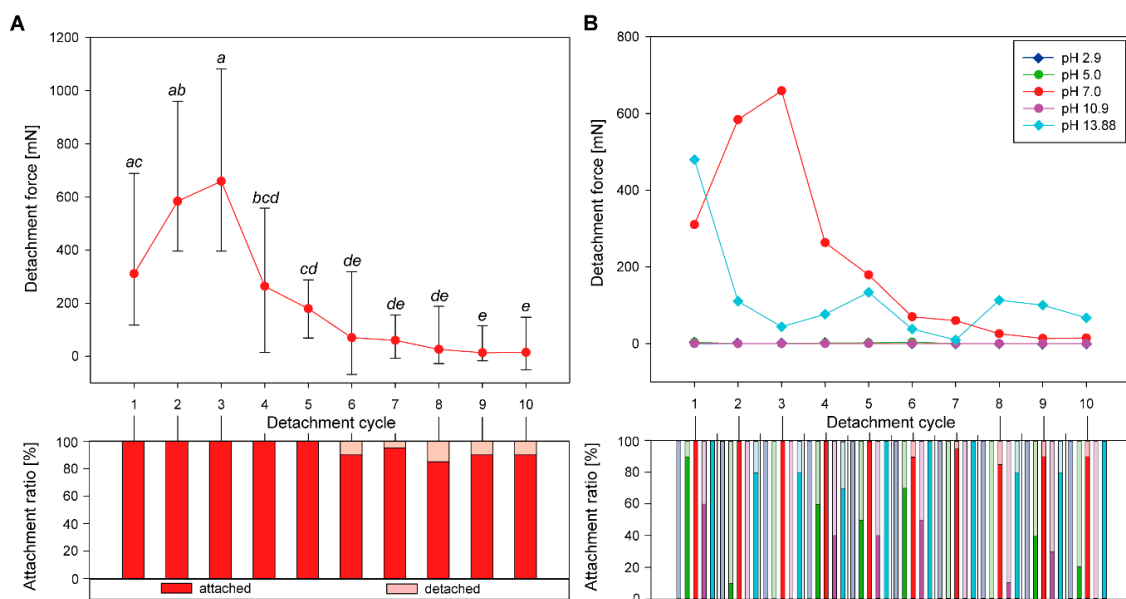 A
Detachment force [mN]
1200
1000
800
600
400
200
0
ac
ab
a
bcd
cd
de
de
de
e
e
1 2 3 4 5 6 7 8 9 10
Detachment cycle
Attachment ratio [%]
100
80
60
40
20
0
attached
detached
B
Detachment force [mN]
800
600
400
200
0
pH 2.9
pH 5.0
pH 7.0
pH 10.9
pH 13.88
1 2 3 4 5 6 7 8 9 10
Detachment cycle
Attachment ratio [%]
100
80
60
40
20
0